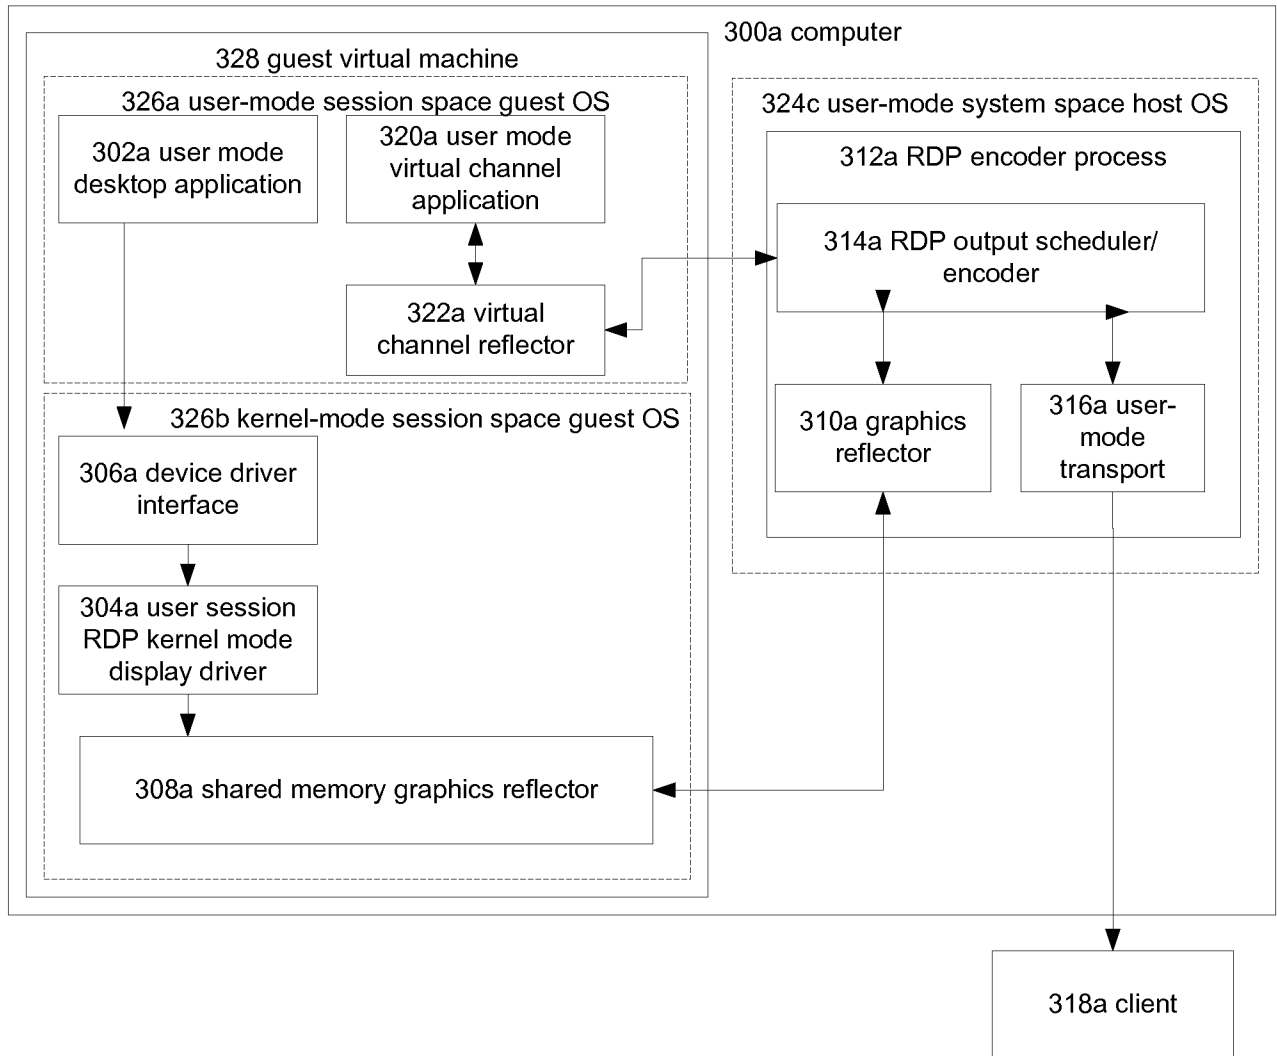 300a computer
328 guest virtual machine
326a user-mode session space guest OS
302a user mode
desktop application
320a user mode
virtual channel
application
322a virtual
channel reflector
326b kernel-mode session space guest OS
306a device driver
interface
304a user session
RDP kernel mode
display driver
308a shared memory graphics reflector
324c user-mode system space host OS
312a RDP encoder process
314a RDP output scheduler/
encoder
310a graphics
reflector
316a user-
mode
transport
318a client